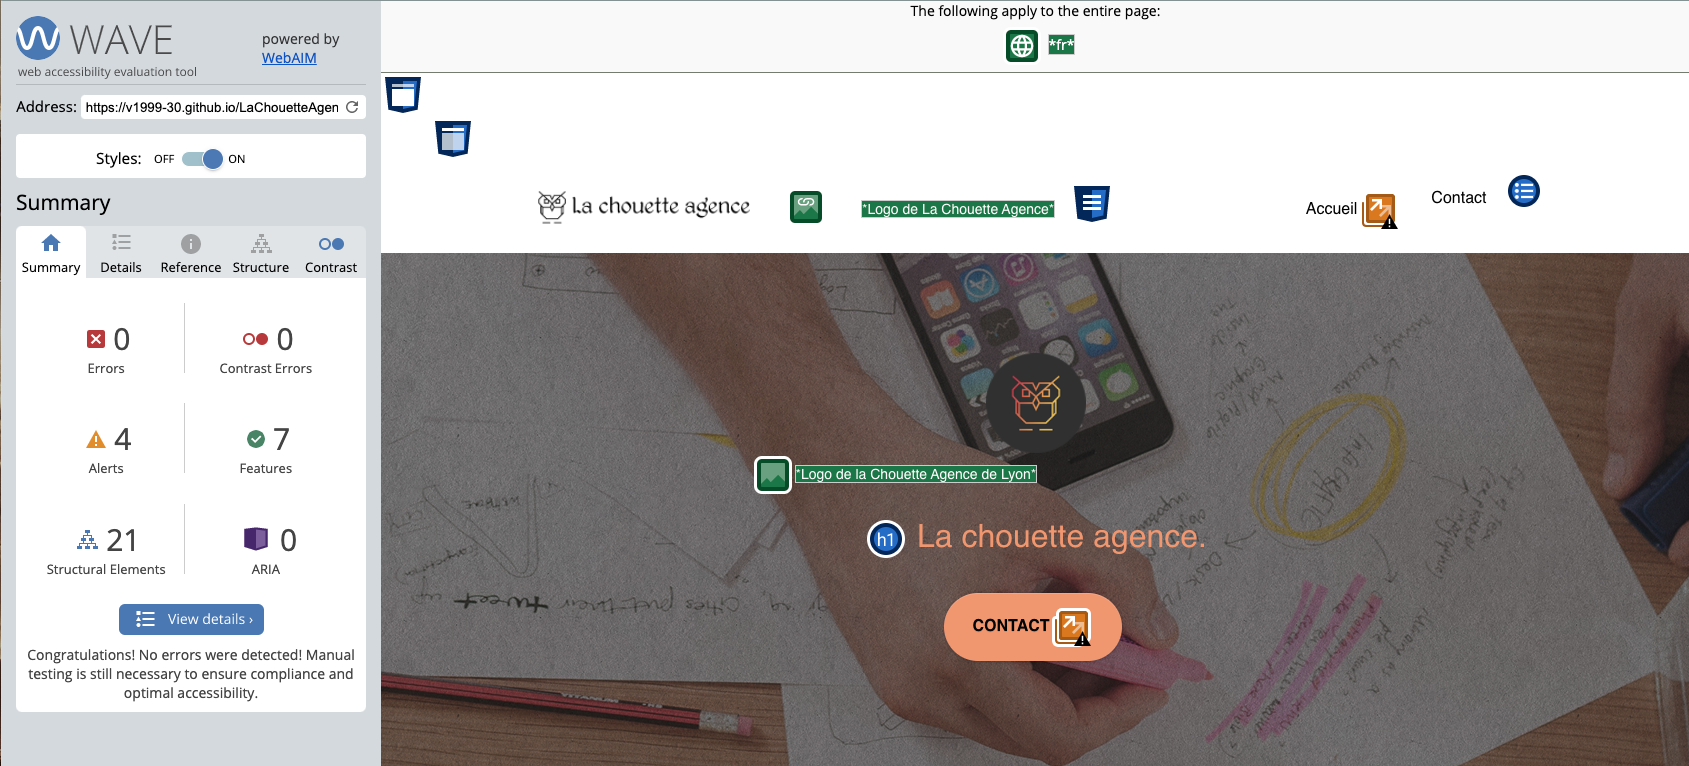 WAVE
web accessibility evaluation tool
powered by
WebAIM
Address: https://v1999-30.github.io/LaChouetteAgen
Styles: OFF ON
Summary
Summary Details Reference Structure Contrast
0 Errors
0 Contrast Errors
4 Alerts
7 Features
21 Structural Elements
0 ARIA
View details ›
Congratulations! No errors were detected! Manual
testing is still necessary to ensure compliance and
optimal accessibility.
The following apply to the entire page:
*fr*
La chouette agence
*Logo de La Chouette Agence*
Accueil
Contact
*Logo de la Chouette Agence de Lyon*
h1 La chouette agence.
CONTACT